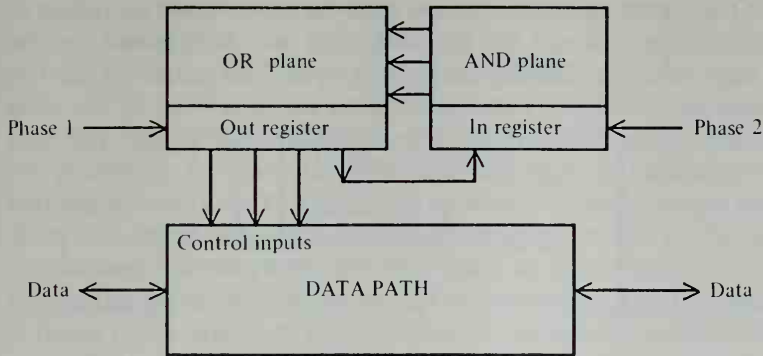 OR plane
AND plane
Phase 1
Out register
In register
Phase 2
Control inputs
Data
DATA PATH
Data